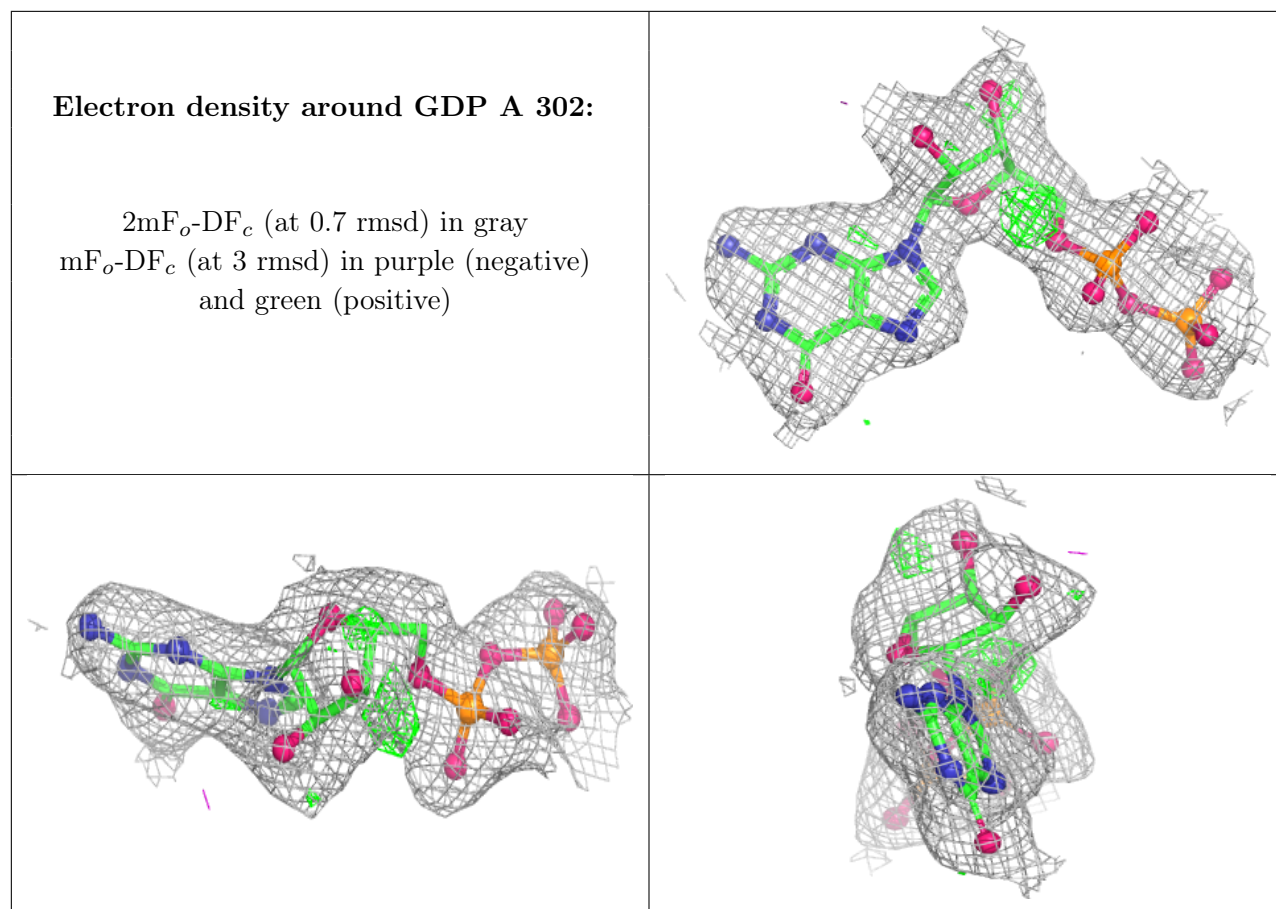 Electron density around GDP A 302:
2mFo-DFc (at 0.7 rmsd) in gray
mFo-DFc (at 3 rmsd) in purple (negative)
and green (positive)